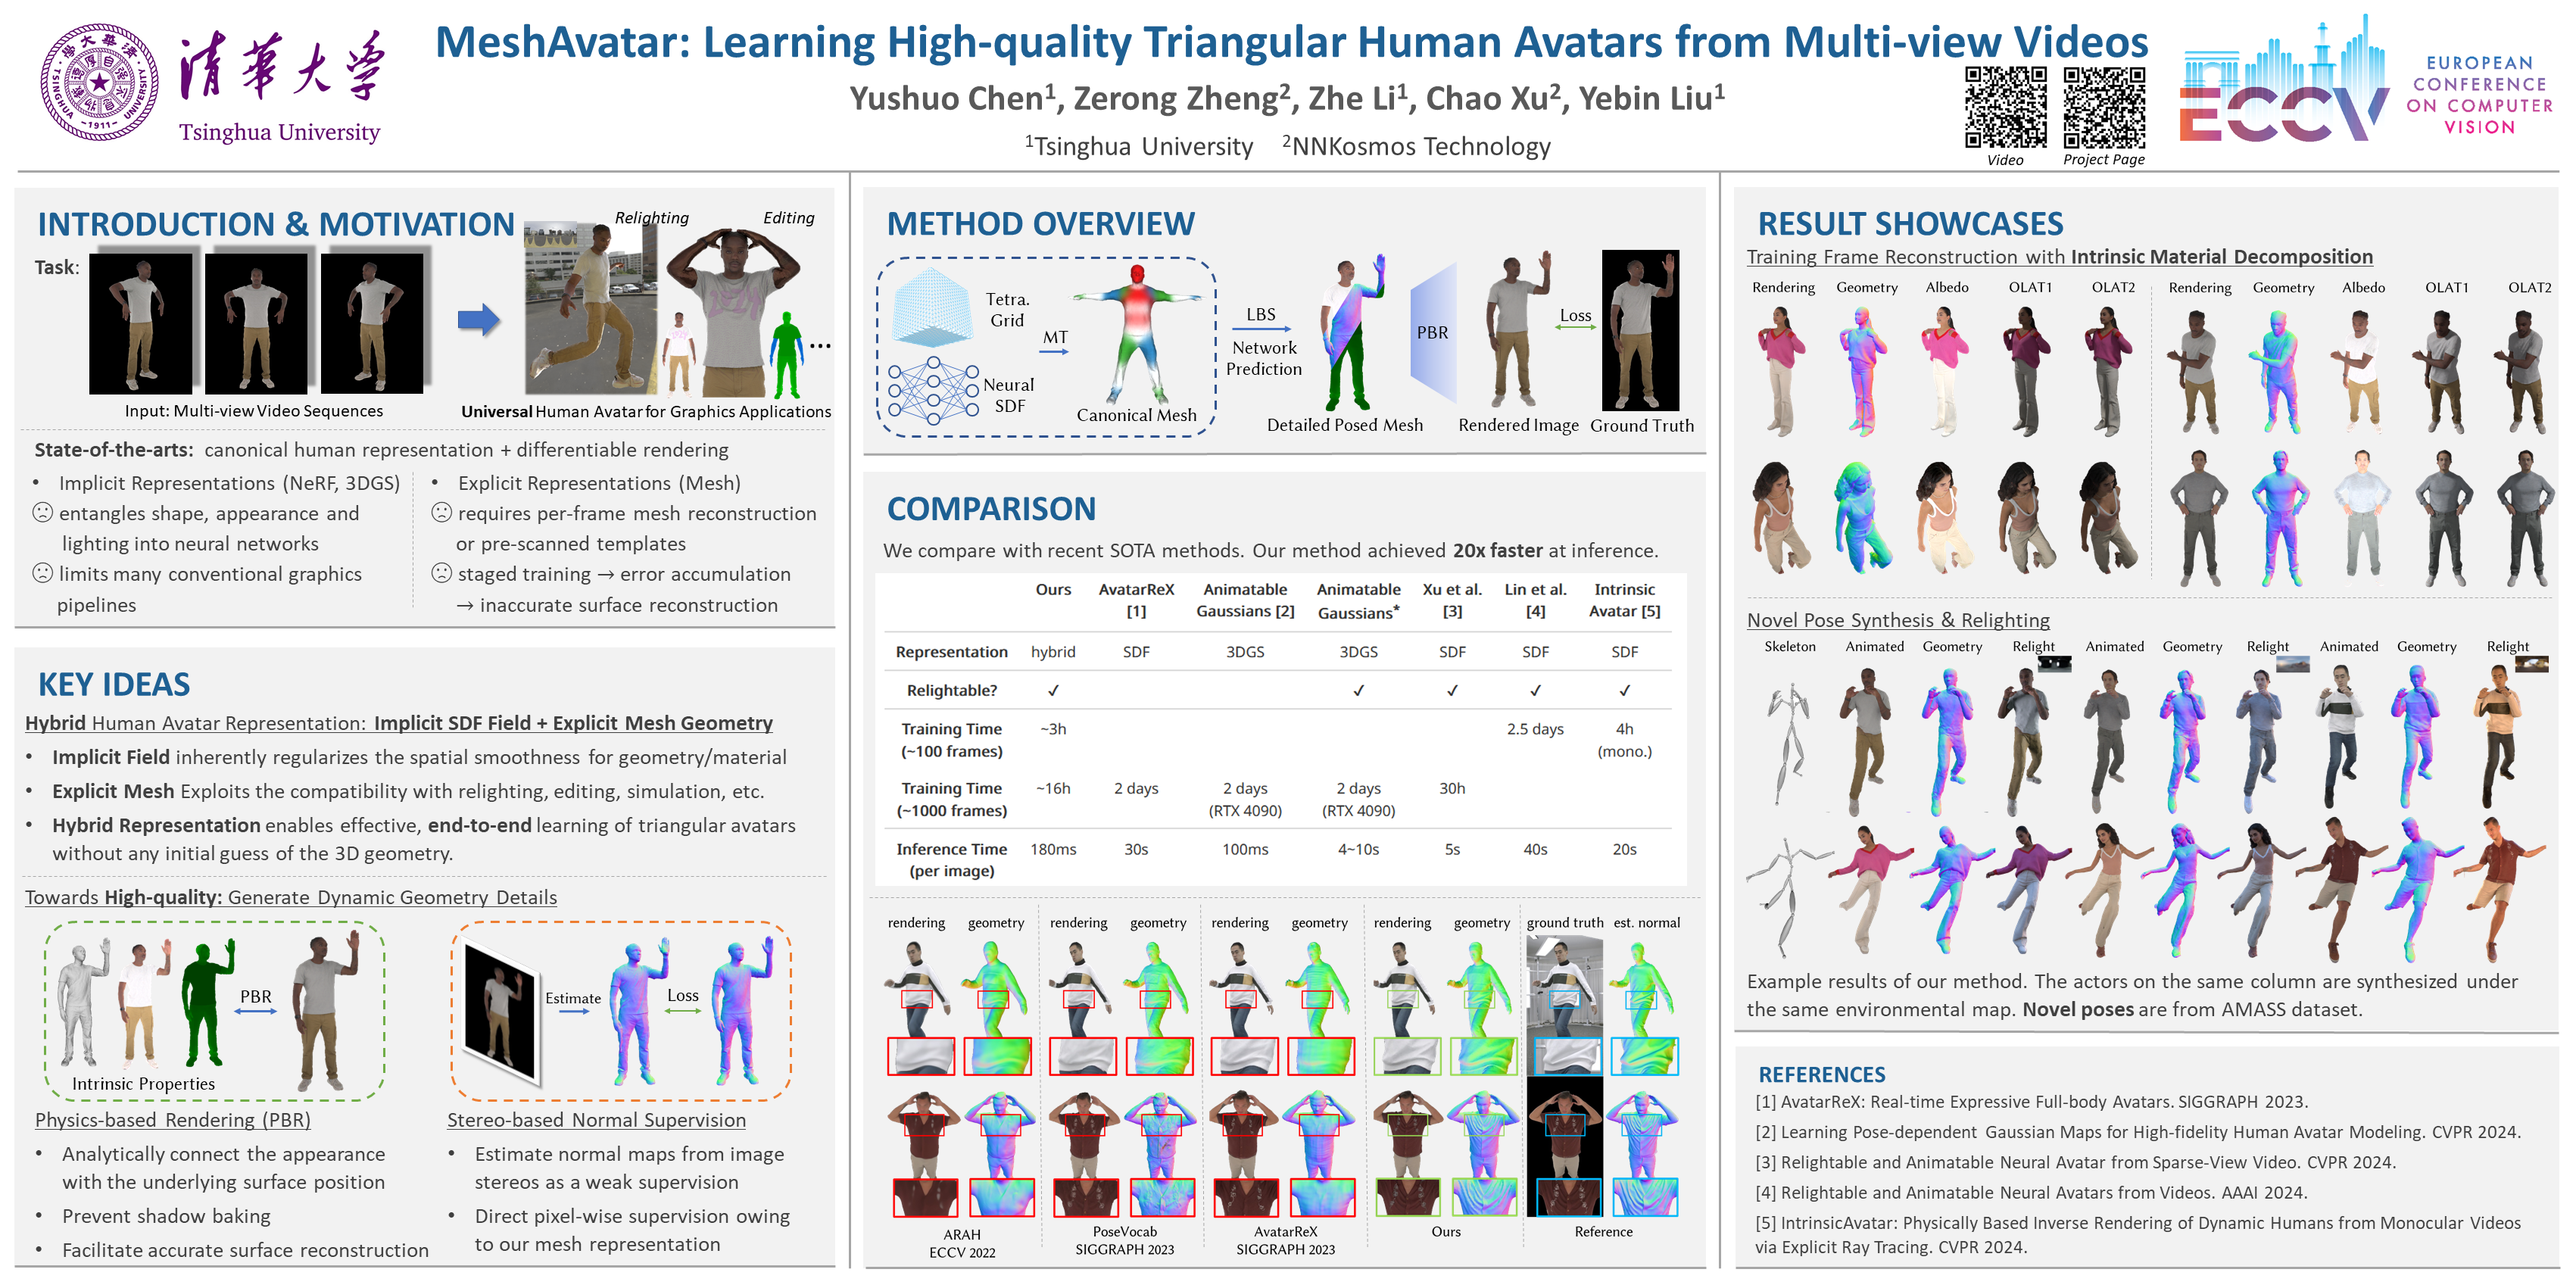 清華大学
Tsinghua University
TSINGHUA UNIVERSITY
–1911–
MeshAvatar: Learning High-quality Triangular Human Avatars from Multi-view Videos
Yushuo Chen¹, Zerong Zheng², Zhe Li¹, Chao Xu², Yebin Liu¹
¹Tsinghua University ²NNKosmos Technology
Video
Project Page
ECCV
EUROPEAN
CONFERENCE
ON COMPUTER
VISION
INTRODUCTION & MOTIVATION
Relighting
Editing
Task:
...
Input: Multi-view Video Sequences
Universal Human Avatar for Graphics Applications
State-of-the-arts: canonical human representation + differentiable rendering
• Implicit Representations (NeRF, 3DGS)
☹ entangles shape, appearance and
lighting into neural networks
☹ limits many conventional graphics
pipelines
• Explicit Representations (Mesh)
☹ requires per-frame mesh reconstruction
or pre-scanned templates
☹ staged training → error accumulation
→ inaccurate surface reconstruction
KEY IDEAS
Hybrid Human Avatar Representation: Implicit SDF Field + Explicit Mesh Geometry
• Implicit Field inherently regularizes the spatial smoothness for geometry/material
• Explicit Mesh Exploits the compatibility with relighting, editing, simulation, etc.
• Hybrid Representation enables effective, end-to-end learning of triangular avatars
without any initial guess of the 3D geometry.
Towards High-quality: Generate Dynamic Geometry Details
PBR
Intrinsic Properties
Estimate
Loss
Physics-based Rendering (PBR)
• Analytically connect the appearance
with the underlying surface position
• Prevent shadow baking
• Facilitate accurate surface reconstruction
Stereo-based Normal Supervision
• Estimate normal maps from image
stereos as a weak supervision
• Direct pixel-wise supervision owing
to our mesh representation
METHOD OVERVIEW
Tetra.
Grid
Neural
SDF
MT
Canonical Mesh
LBS
Network
Prediction
Detailed Posed Mesh
PBR
Rendered Image
Loss
Ground Truth
COMPARISON
We compare with recent SOTA methods. Our method achieved 20x faster at inference.
Ours AvatarReX [1] Animatable Gaussians [2] Animatable Gaussians* Xu et al. [3] Lin et al. [4] Intrinsic Avatar [5]
Representation hybrid SDF 3DGS 3DGS SDF SDF SDF
Relightable? ✓ ✓ ✓ ✓ ✓
Training Time (~100 frames) ~3h 2.5 days 4h (mono.)
Training Time (~1000 frames) ~16h 2 days 2 days (RTX 4090) 2 days (RTX 4090) 30h
Inference Time (per image) 180ms 30s 100ms 4~10s 5s 40s 20s
rendering geometry rendering geometry rendering geometry rendering geometry ground truth est. normal
ARAH
ECCV 2022
PoseVocab
SIGGRAPH 2023
AvatarReX
SIGGRAPH 2023
Ours
Reference
RESULT SHOWCASES
Training Frame Reconstruction with Intrinsic Material Decomposition
Rendering Geometry Albedo OLAT1 OLAT2 Rendering Geometry Albedo OLAT1 OLAT2
Novel Pose Synthesis & Relighting
Skeleton Animated Geometry Relight Animated Geometry Relight Animated Geometry Relight
Example results of our method. The actors on the same column are synthesized under
the same environmental map. Novel poses are from AMASS dataset.
REFERENCES
[1] AvatarReX: Real-time Expressive Full-body Avatars. SIGGRAPH 2023.
[2] Learning Pose-dependent Gaussian Maps for High-fidelity Human Avatar Modeling. CVPR 2024.
[3] Relightable and Animatable Neural Avatar from Sparse-View Video. CVPR 2024.
[4] Relightable and Animatable Neural Avatars from Videos. AAAI 2024.
[5] IntrinsicAvatar: Physically Based Inverse Rendering of Dynamic Humans from Monocular Videos
via Explicit Ray Tracing. CVPR 2024.